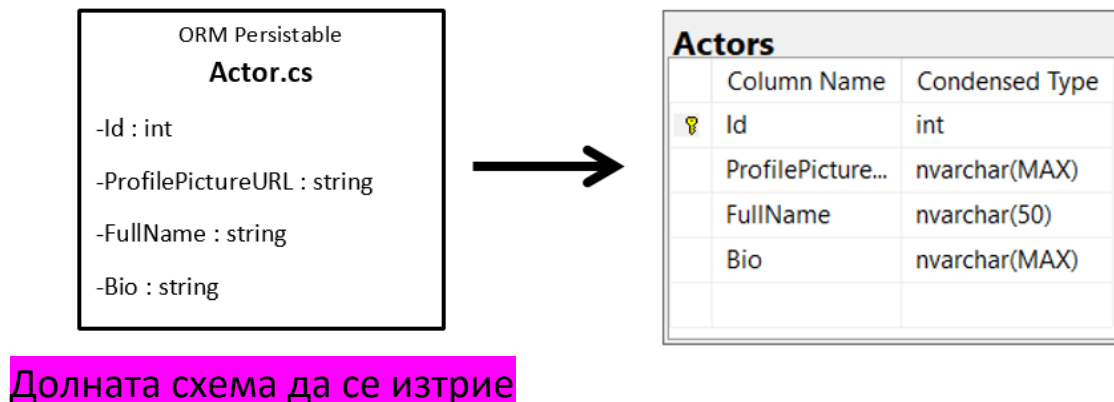 ORM Persistable
Actor.cs
-Id : int
-ProfilePictureURL : string
-FullName : string
-Bio : string
Actors
Column Name Condensed Type
Id int
ProfilePicture... nvarchar(MAX)
FullName nvarchar(50)
Bio nvarchar(MAX)
Долната схема да се изтрие